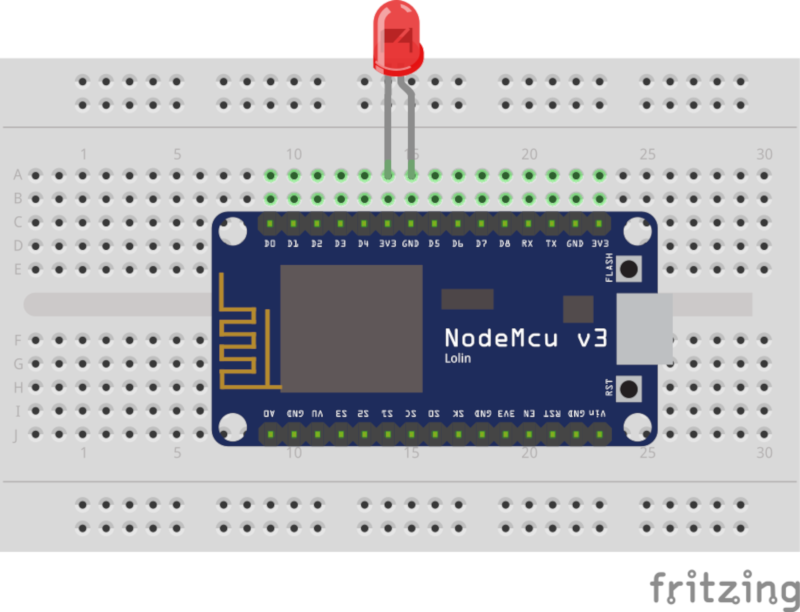 1 5 10 15 20 25 30
A
B
C
D
E
D0 D1 D2 D3 D4 3V3 GND D5 D6 D7 D8 RX TX GND 3V3
FLASH
NodeMcu v3
Lolin
F
G
H
I
J
RST
A0 GND VU S3 S2 S1 SC S0 SK GND 3V3 EN RST GND Vin
1 5 10 15 20 25 30
fritzing